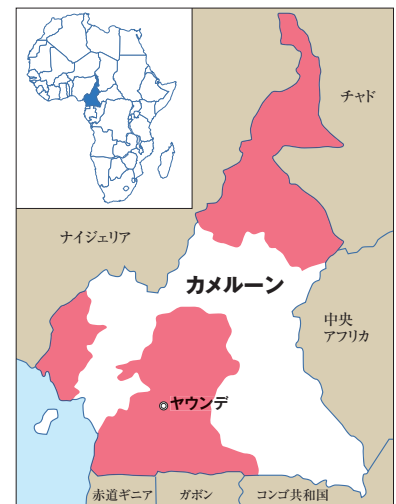 チャド
ナイジェリア
カメルーン
中央
アフリカ
ヤウンデ
赤道ギニア
ガボン
コンゴ共和国